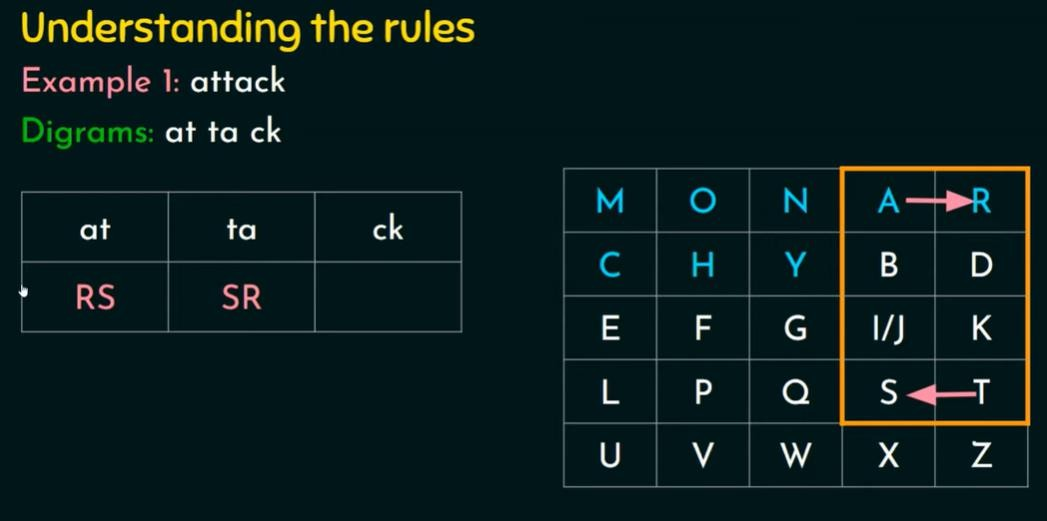 Understanding the rules
Example 1: attack
Digrams: at ta ck
at ta ck
RS SR
M O N A R
C H Y B D
E F G I/J K
L P Q S T
U V W X Z